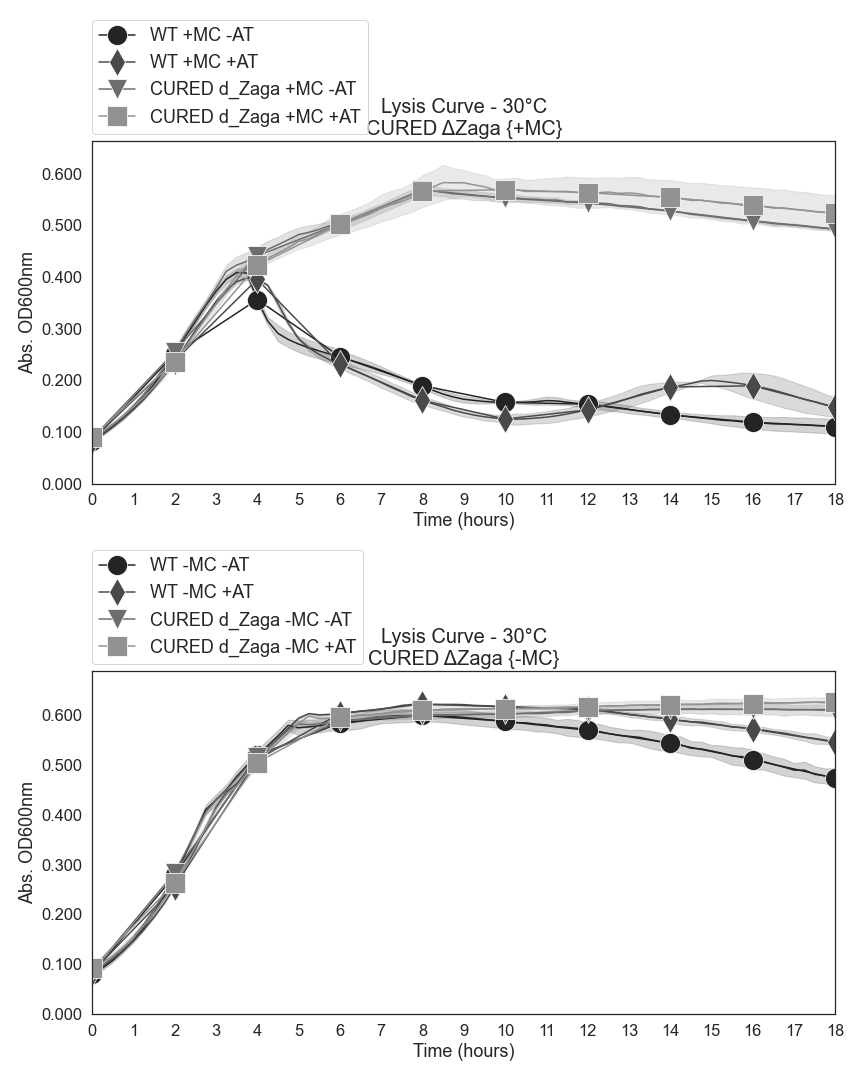 WT +MC -AT
WT +MC +AT
CURED d_Zaga +MC -AT
CURED d_Zaga +MC +AT
Lysis Curve - 30°C
CURED ΔZaga {+MC}
0.600
0.500
0.400
0.300
0.200
0.100
0.000
Abs. OD600nm
0 1 2 3 4 5 6 7 8 9 10 11 12 13 14 15 16 17 18
Time (hours)
WT -MC -AT
WT -MC +AT
CURED d_Zaga -MC -AT
CURED d_Zaga -MC +AT
Lysis Curve - 30°C
CURED ΔZaga {-MC}
0.600
0.500
0.400
0.300
0.200
0.100
0.000
Abs. OD600nm
0 1 2 3 4 5 6 7 8 9 10 11 12 13 14 15 16 17 18
Time (hours)